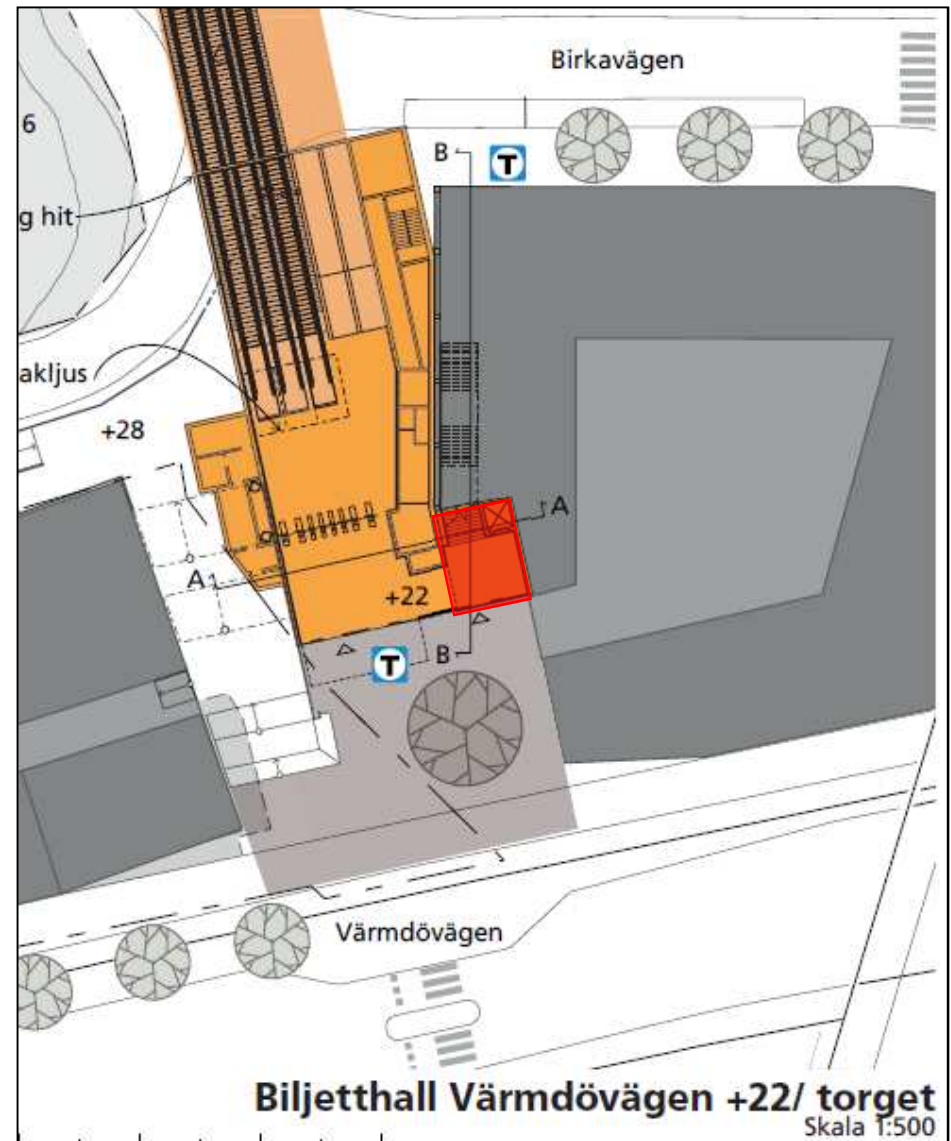 Birkavägen
6
B
T
g hit
akljus
+28
A
A
+22
B
T
Värmdövägen
Biljetthall Värmdövägen +22/ torget
Skala 1:500